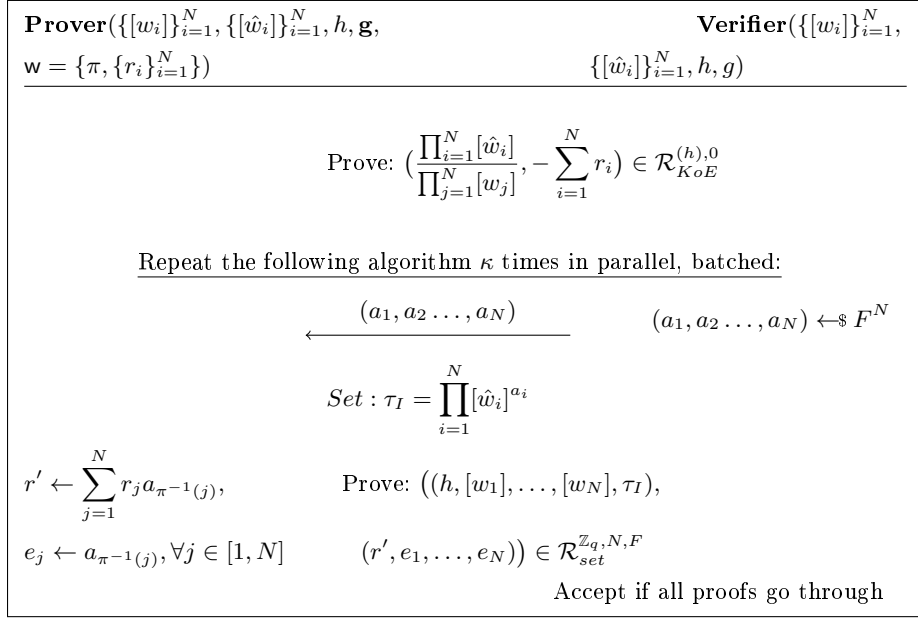 Prover({[w_i]}_{i=1}^N, {[ŵ_i]}_{i=1}^N, h, g, Verifier({[w_i]}_{i=1}^N,
w = {π, {r_i}_{i=1}^N}) {[ŵ_i]}_{i=1}^N, h, g)
Prove: (\frac{∏_{i=1}^N [ŵ_i]}{∏_{j=1}^N [w_j]}, − ∑_{i=1}^N r_i) ∈ R_{KoE}^{(h),0}
Repeat the following algorithm κ times in parallel, batched:
(a_1, a_2 ..., a_N) (a_1, a_2 ..., a_N) ←$ F^N
Set : τ_I = ∏_{i=1}^N [ŵ_i]^{a_i}
r′ ← ∑_{j=1}^N r_j a_{π^{−1}(j)}, Prove: ((h, [w_1], ..., [w_N], τ_I),
e_j ← a_{π^{−1}(j)}, ∀j ∈ [1, N] (r′, e_1, ..., e_N)) ∈ R_{set}^{ℤ_q,N,F}
Accept if all proofs go through